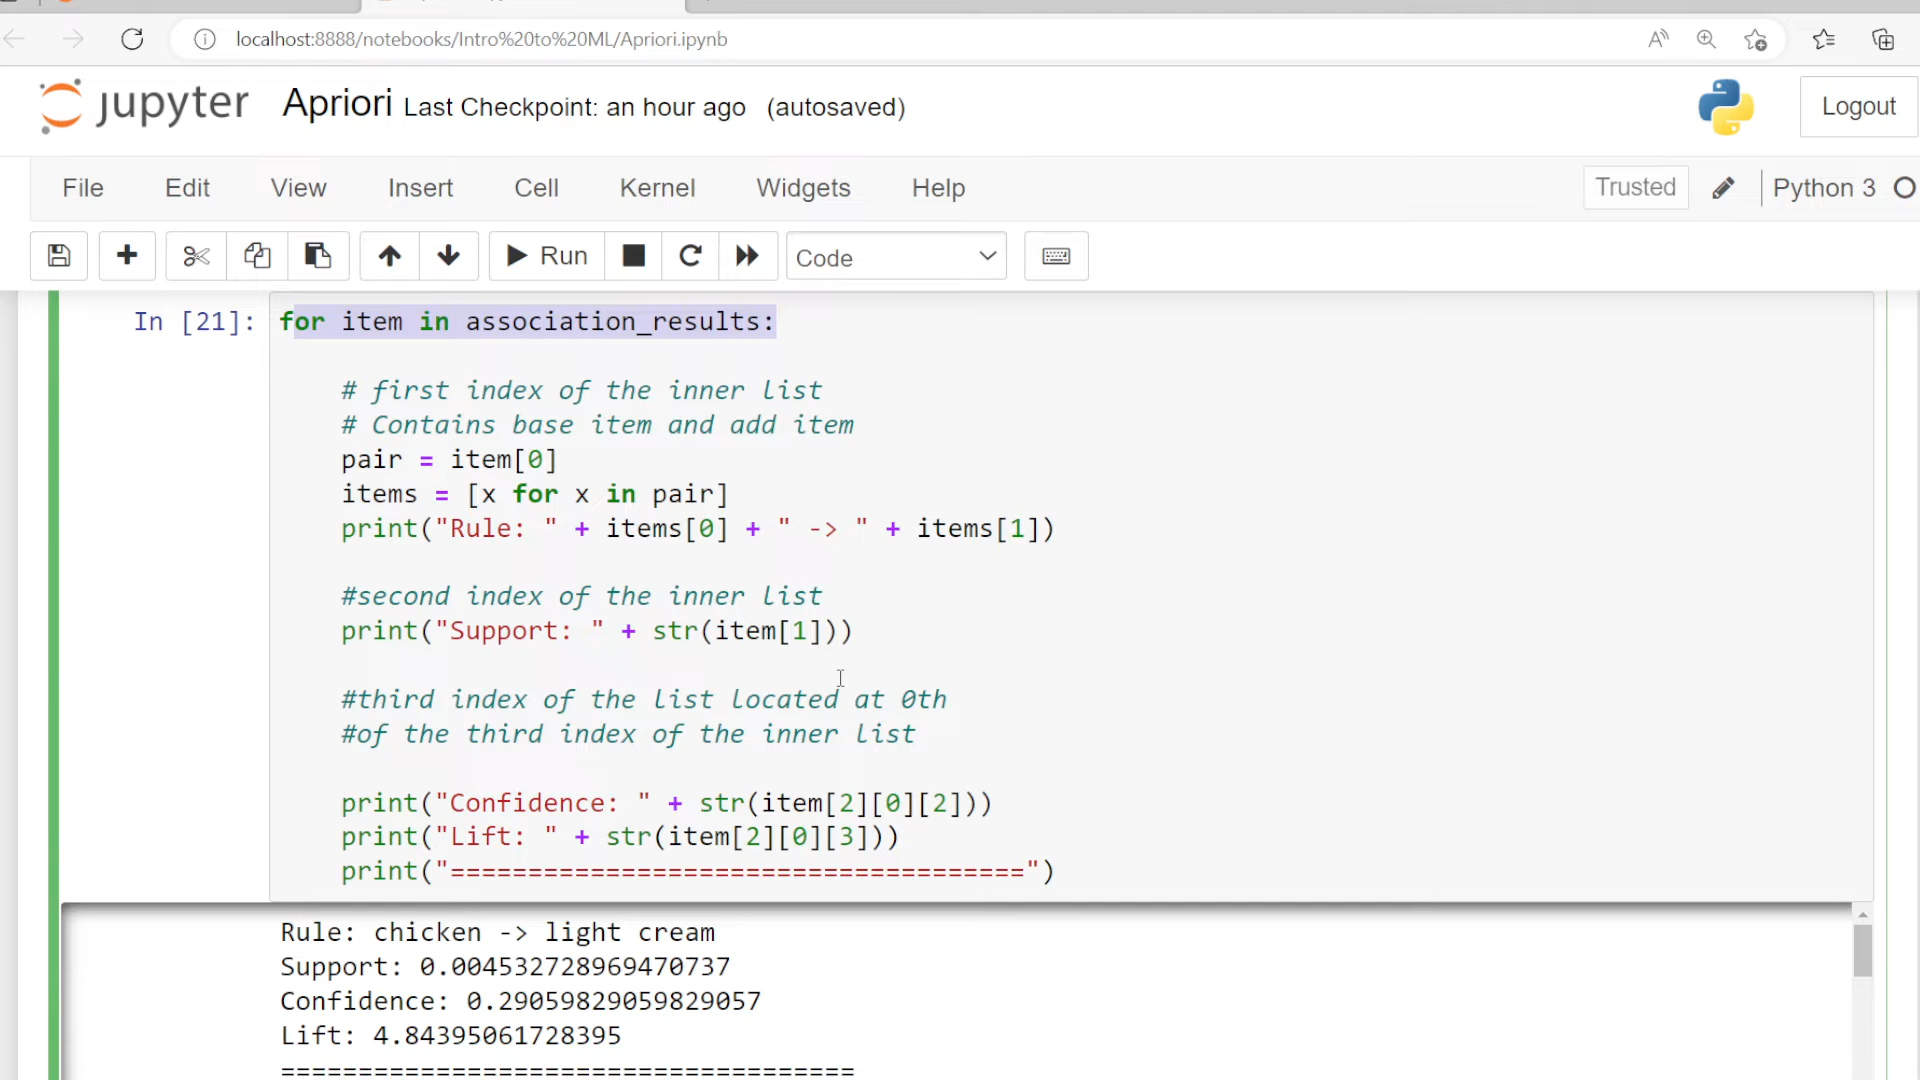 localhost:8888/notebooks/Intro%20to%20ML/Apriori.ipynb
jupyter Apriori Last Checkpoint: an hour ago (autosaved) Logout
File Edit View Insert Cell Kernel Widgets Help Trusted Python 3
Run Code
In [21]: for item in association_results:
# first index of the inner list
# Contains base item and add item
pair = item[0]
items = [x for x in pair]
print("Rule: " + items[0] + " -> " + items[1])
#second index of the inner list
print("Support: " + str(item[1]))
#third index of the list located at 0th
#of the third index of the inner list
print("Confidence: " + str(item[2][0][2]))
print("Lift: " + str(item[2][0][3]))
print("=====================================")
Rule: chicken -> light cream
Support: 0.004532728969470737
Confidence: 0.29059829059829057
Lift: 4.84395061728395
=====================================